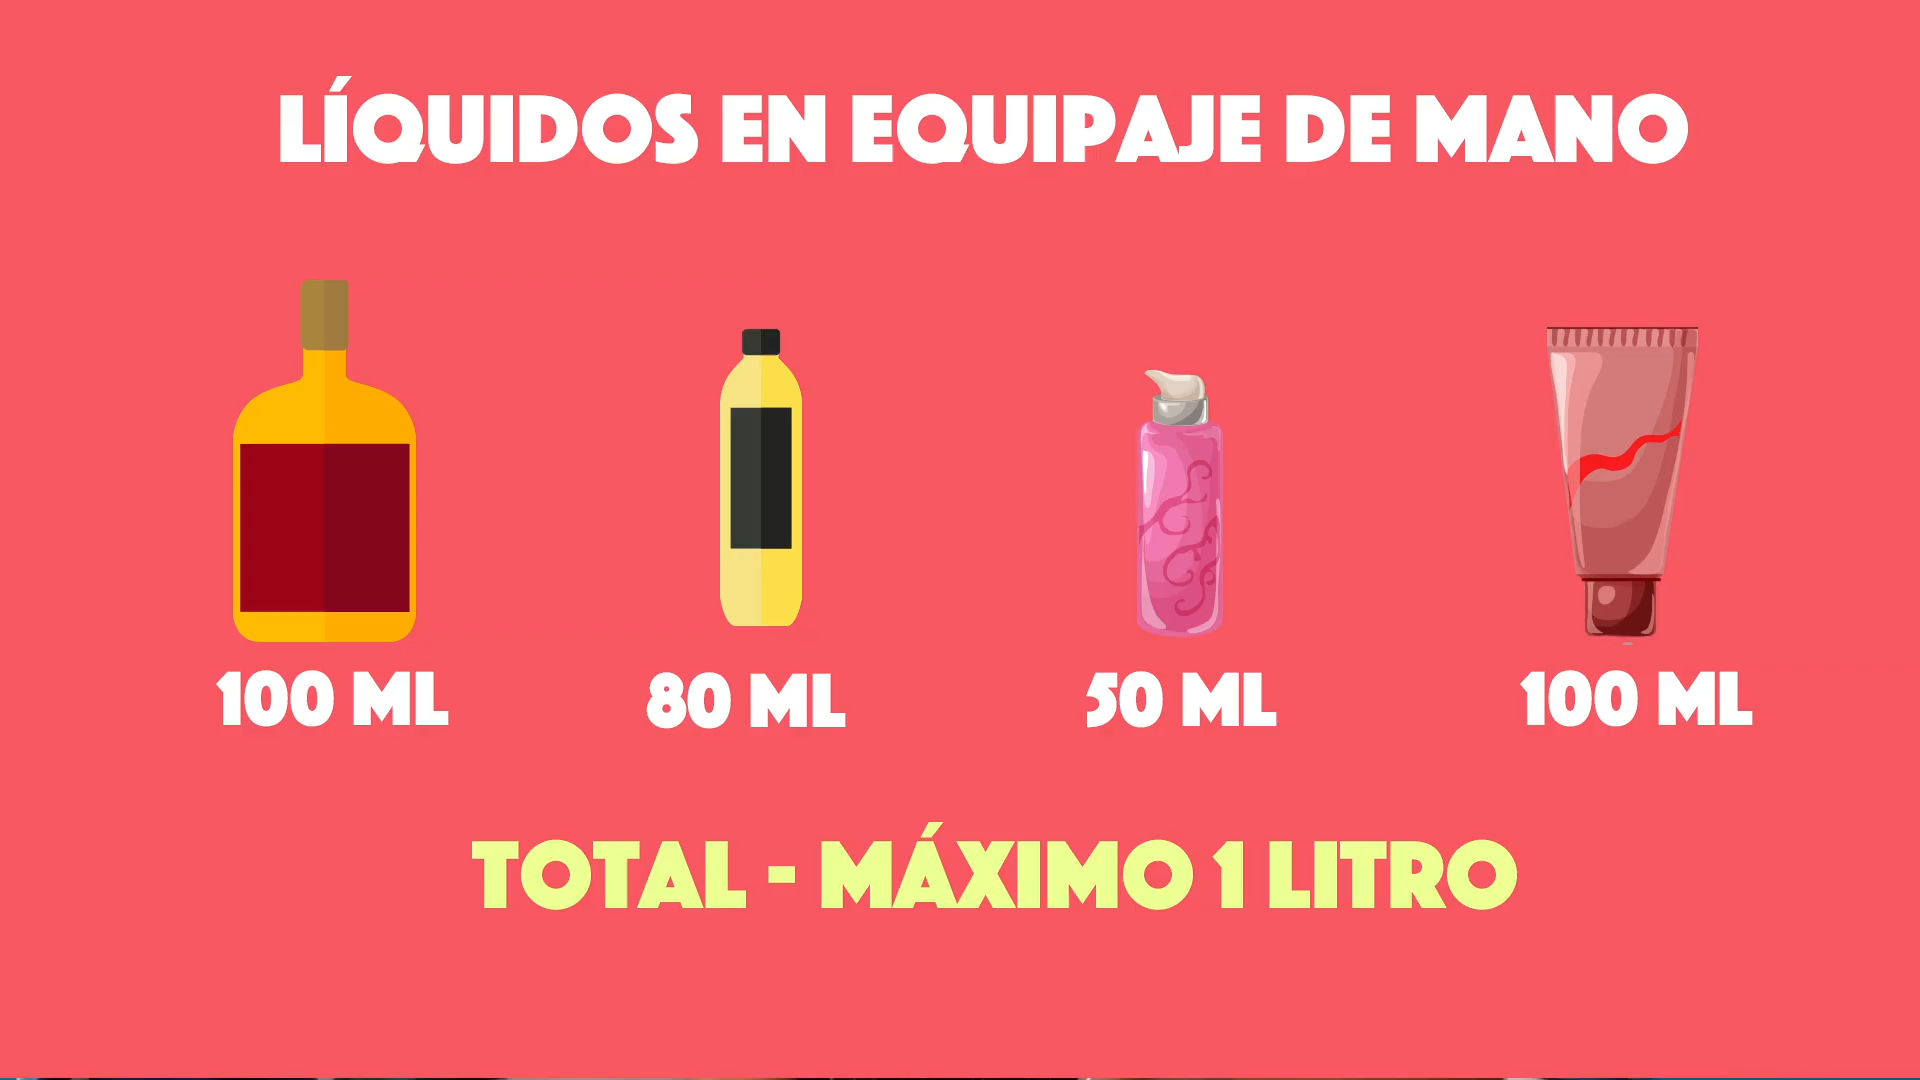 LÍQUIDOS EN EQUIPAJE DE MANO
100 ML
80 ML
50 ML
100 ML
TOTAL - MÁXIMO 1 LITRO